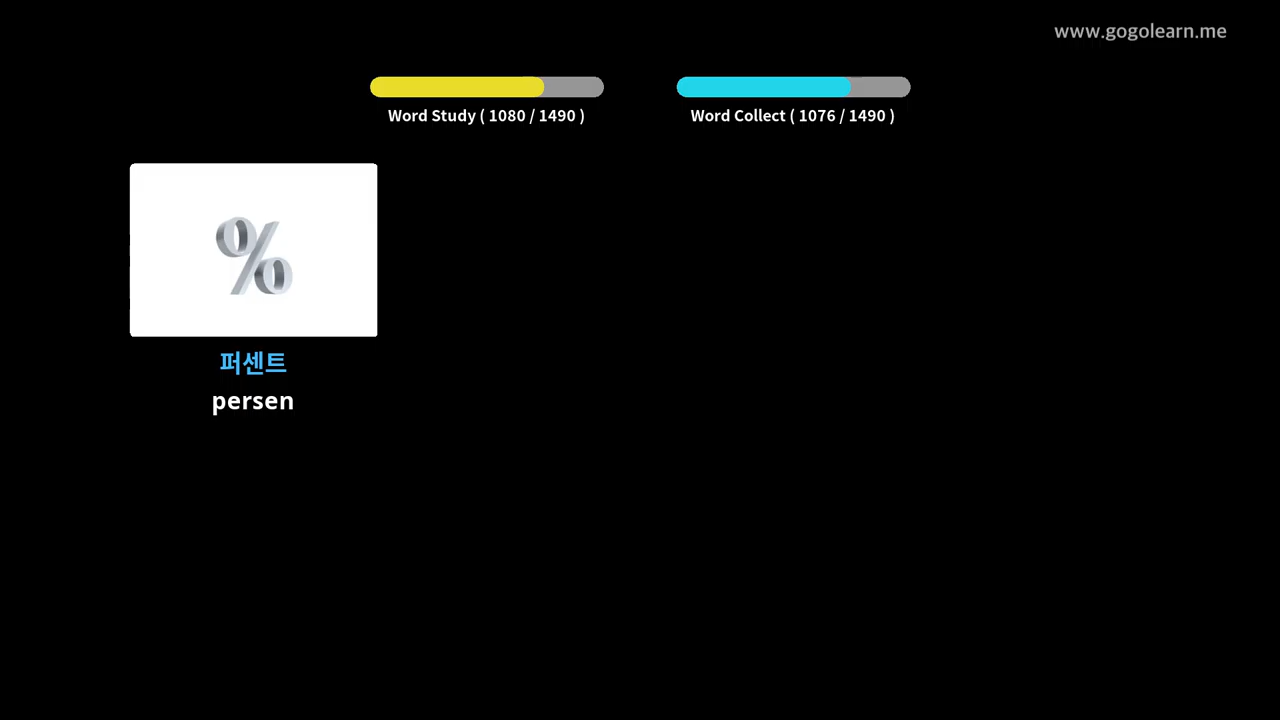 www.gogolearn.me
Word Study ( 1080 / 1490 )
Word Collect ( 1076 / 1490 )
%
퍼센트
persen